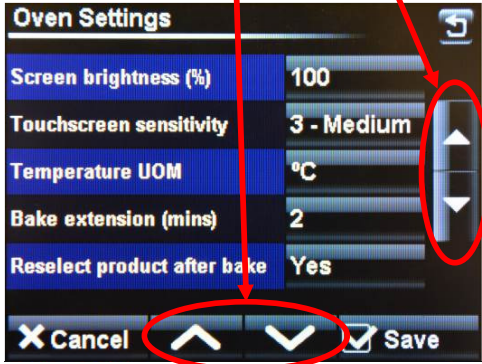 Oven Settings
Screen brightness (%) 100
Touchscreen sensitivity 3 - Medium
Temperature UOM ºC
Bake extension (mins) 2
Reselect product after bake Yes
Cancel Save